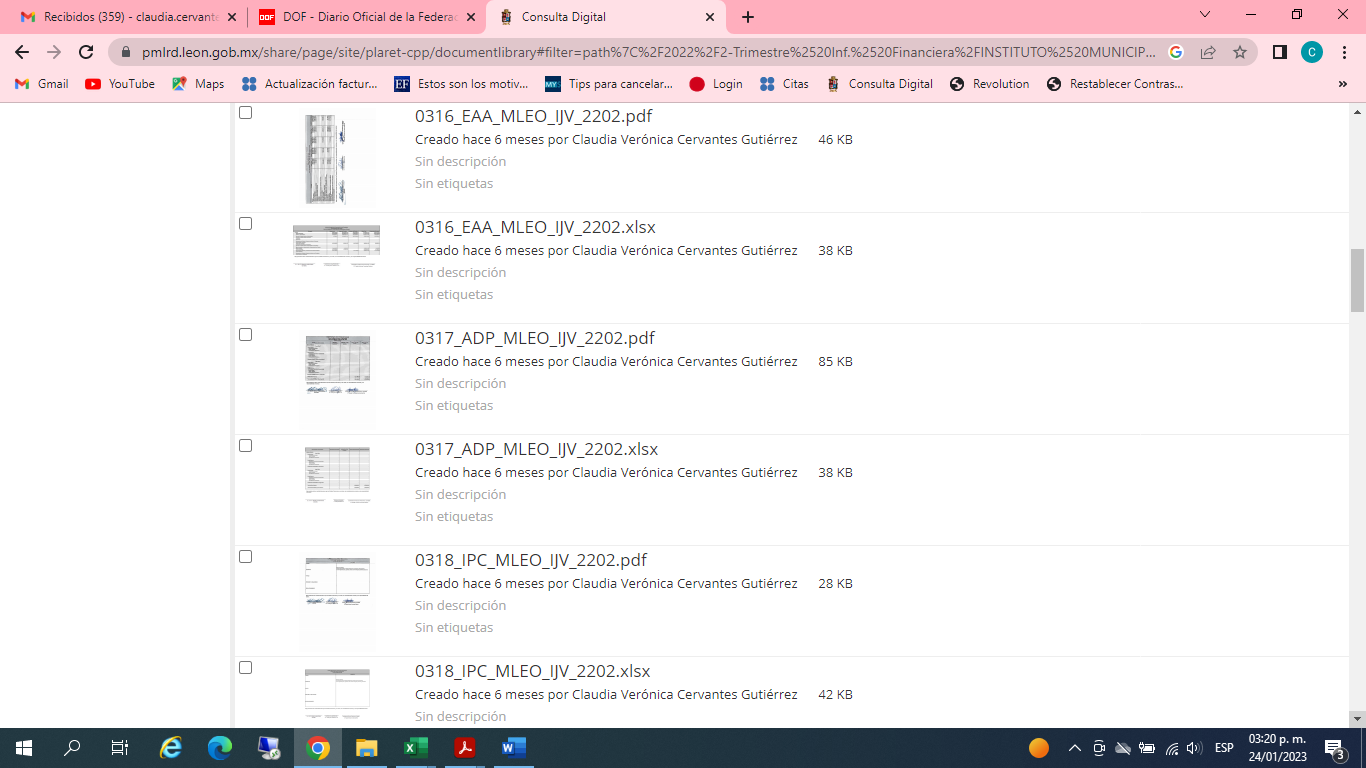 Recibidos (359) - claudia.cervant
DOF - Diario Oficial de la Federac
Consulta Digital
pmlrd.leon.gob.mx/share/page/site/plaret-cpp/documentlibrary#filter=path%7C%2F2022%2F2-Trimestre%2520Inf.%2520Financiera%2FINSTITUTO%2520MUNICIP...
C
Gmail
YouTube
Maps
Actualización factur...
EF
Estos son los motiv...
MY
Tips para cancelar...
Login
Citas
Consulta Digital
Revolution
Restablecer Contras...
»
0316_EAA_MLEO_IJV_2202.pdf
Creado hace 6 meses por Claudia Verónica Cervantes Gutiérrez 46 KB
Sin descripción
Sin etiquetas
0316_EAA_MLEO_IJV_2202.xlsx
Creado hace 6 meses por Claudia Verónica Cervantes Gutiérrez 38 KB
Sin descripción
Sin etiquetas
0317_ADP_MLEO_IJV_2202.pdf
Creado hace 6 meses por Claudia Verónica Cervantes Gutiérrez 85 KB
Sin descripción
Sin etiquetas
0317_ADP_MLEO_IJV_2202.xlsx
Creado hace 6 meses por Claudia Verónica Cervantes Gutiérrez 38 KB
Sin descripción
Sin etiquetas
0318_IPC_MLEO_IJV_2202.pdf
Creado hace 6 meses por Claudia Verónica Cervantes Gutiérrez 28 KB
Sin descripción
Sin etiquetas
0318_IPC_MLEO_IJV_2202.xlsx
Creado hace 6 meses por Claudia Verónica Cervantes Gutiérrez 42 KB
Sin descripción
ESP
03:20 p. m.
24/01/2023
3